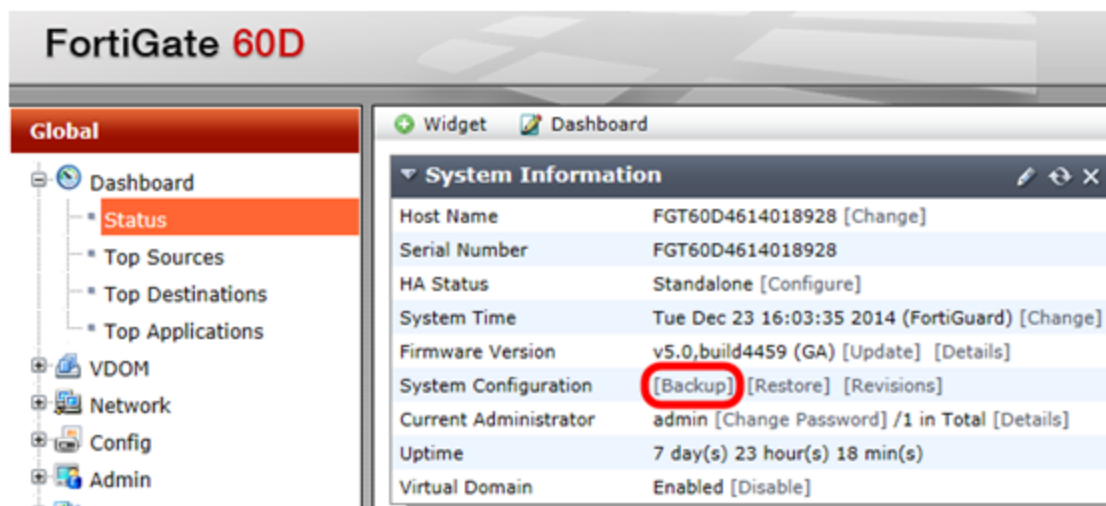 FortiGate 60D
Global
Dashboard
Status
Top Sources
Top Destinations
Top Applications
VDOM
Network
Config
Admin
Widget Dashboard
System Information
Host Name FGT60D4614018928 [Change]
Serial Number FGT60D4614018928
HA Status Standalone [Configure]
System Time Tue Dec 23 16:03:35 2014 (FortiGuard) [Change]
Firmware Version v5.0,build4459 (GA) [Update] [Details]
System Configuration [Backup] [Restore] [Revisions]
Current Administrator admin [Change Password] /1 in Total [Details]
Uptime 7 day(s) 23 hour(s) 18 min(s)
Virtual Domain Enabled [Disable]